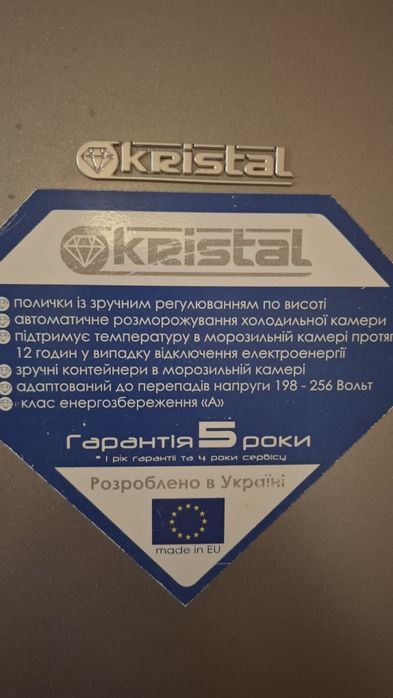 kristal
kristal
полички із зручним регулюванням по висоті
автоматичне розморожування холодильної камери
підтримує температуру в морозильній камері протяг
12 годин у випадку відключення електроенергії
зручні контейнери в морозильній камері
адаптований до перепадів напруги 198 - 256 Вольт
клас енергозбереження «А»
Гарантія 5 роки
* 1 рік гарантії та 4 роки сервісу
Розроблено в Україні
made in EU